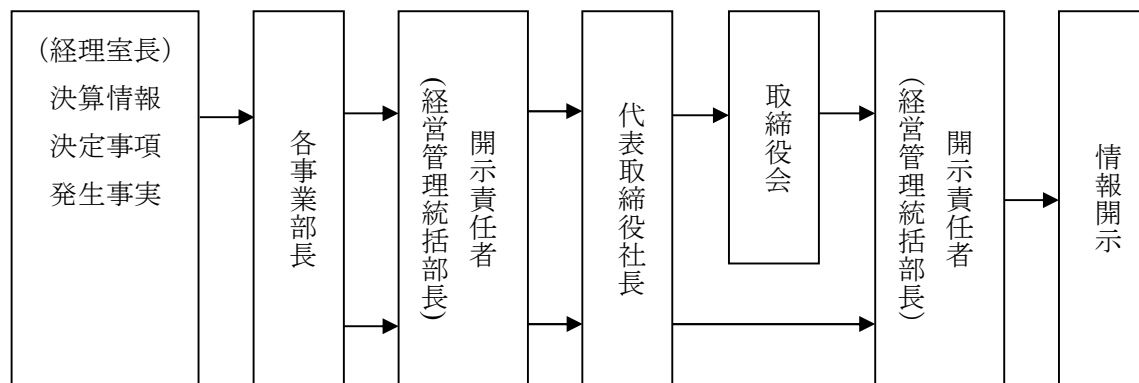 （経理室長）
決算情報
決定事項
発生事実
各事業部長
開示責任者
（経営管理統括部長）
代表取締役社長
取締役会
開示責任者
（経営管理統括部長）
情報開示